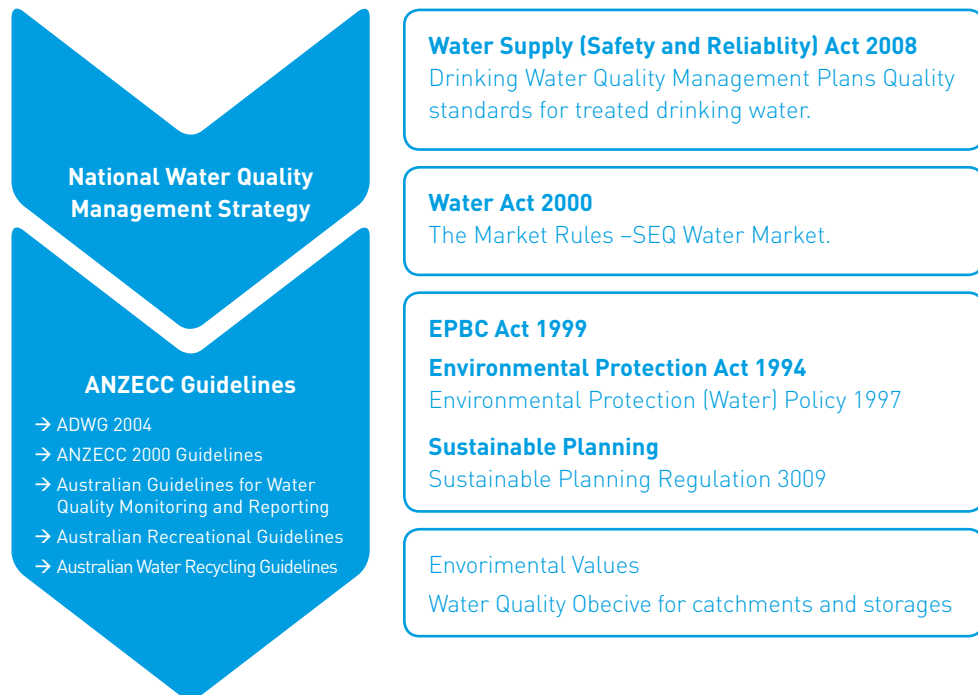 National Water Quality
Management Strategy
ANZECC Guidelines
→ ADWG 2004
→ ANZECC 2000 Guidelines
→ Australian Guidelines for Water
Quality Monitoring and Reporting
→ Australian Recreational Guidelines
→ Australian Water Recycling Guidelines
Water Supply (Safety and Reliablity) Act 2008
Drinking Water Quality Management Plans Quality
standards for treated drinking water.
Water Act 2000
The Market Rules –SEQ Water Market.
EPBC Act 1999
Environmental Protection Act 1994
Environmental Protection (Water) Policy 1997
Sustainable Planning
Sustainable Planning Regulation 3009
Envorimental Values
Water Quality Obecive for catchments and storages